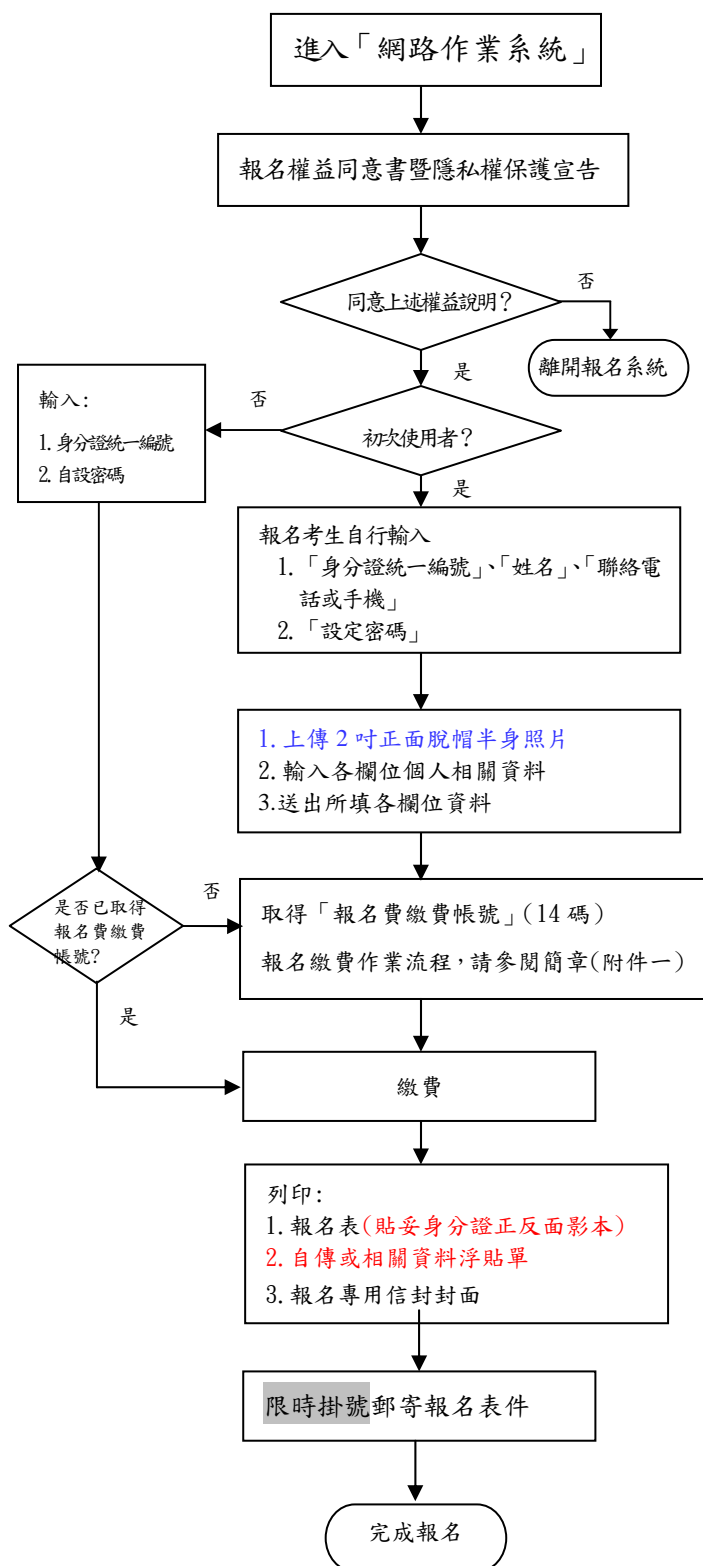 進入「網路作業系統」
報名權益同意書暨隱私權保護宣告
同意上述權益說明？
否
離開報名系統
是
輸入：
1. 身分證統一編號
2. 自設密碼
否
初次使用者？
是
報名考生自行輸入
1. 「身分證統一編號」、「姓名」、「聯絡電
話或手機」
2. 「設定密碼」
1. 上傳 2 吋正面脫帽半身照片
2. 輸入各欄位個人相關資料
3.送出所填各欄位資料
是否已取得
報名費繳費
帳號?
否
取得「報名費繳費帳號」(14 碼)
報名繳費作業流程，請參閱簡章(附件一)
是
繳費
列印：
1. 報名表(貼妥身分證正反面影本)
2. 自傳或相關資料浮貼單
3. 報名專用信封封面
限時掛號郵寄報名表件
完成報名